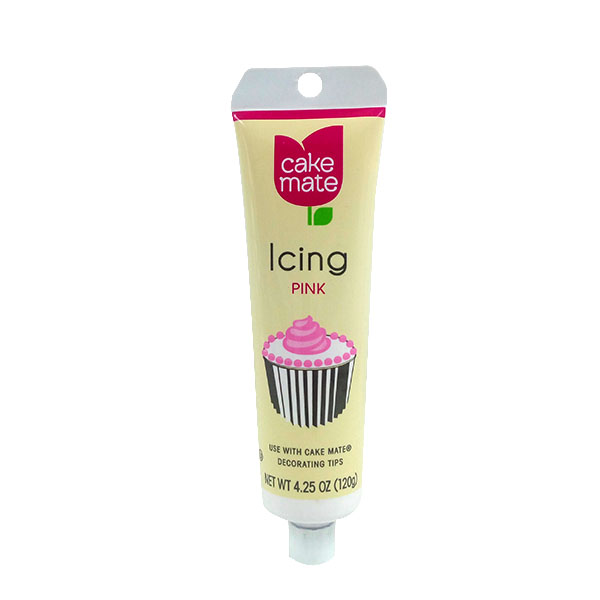 cake
mate
Icing
PINK
USE WITH CAKE MATE®
DECORATING TIPS
NET WT 4.25 OZ (120g)